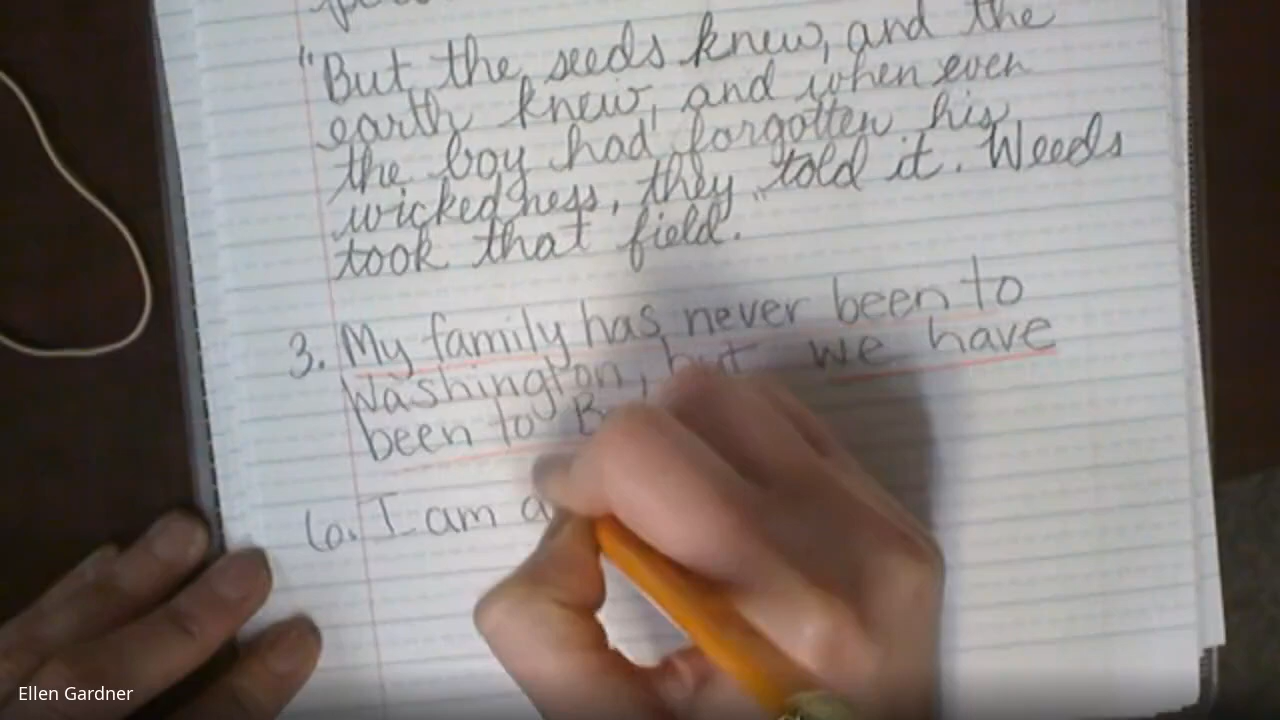 "But the seeds knew, and the
earth knew, and when even
the boy had forgotten his
wickedness, they told it. Weeds
took that field."
3. My family has never been to
Washington, but we have
been to B
6. I am a
Ellen Gardner